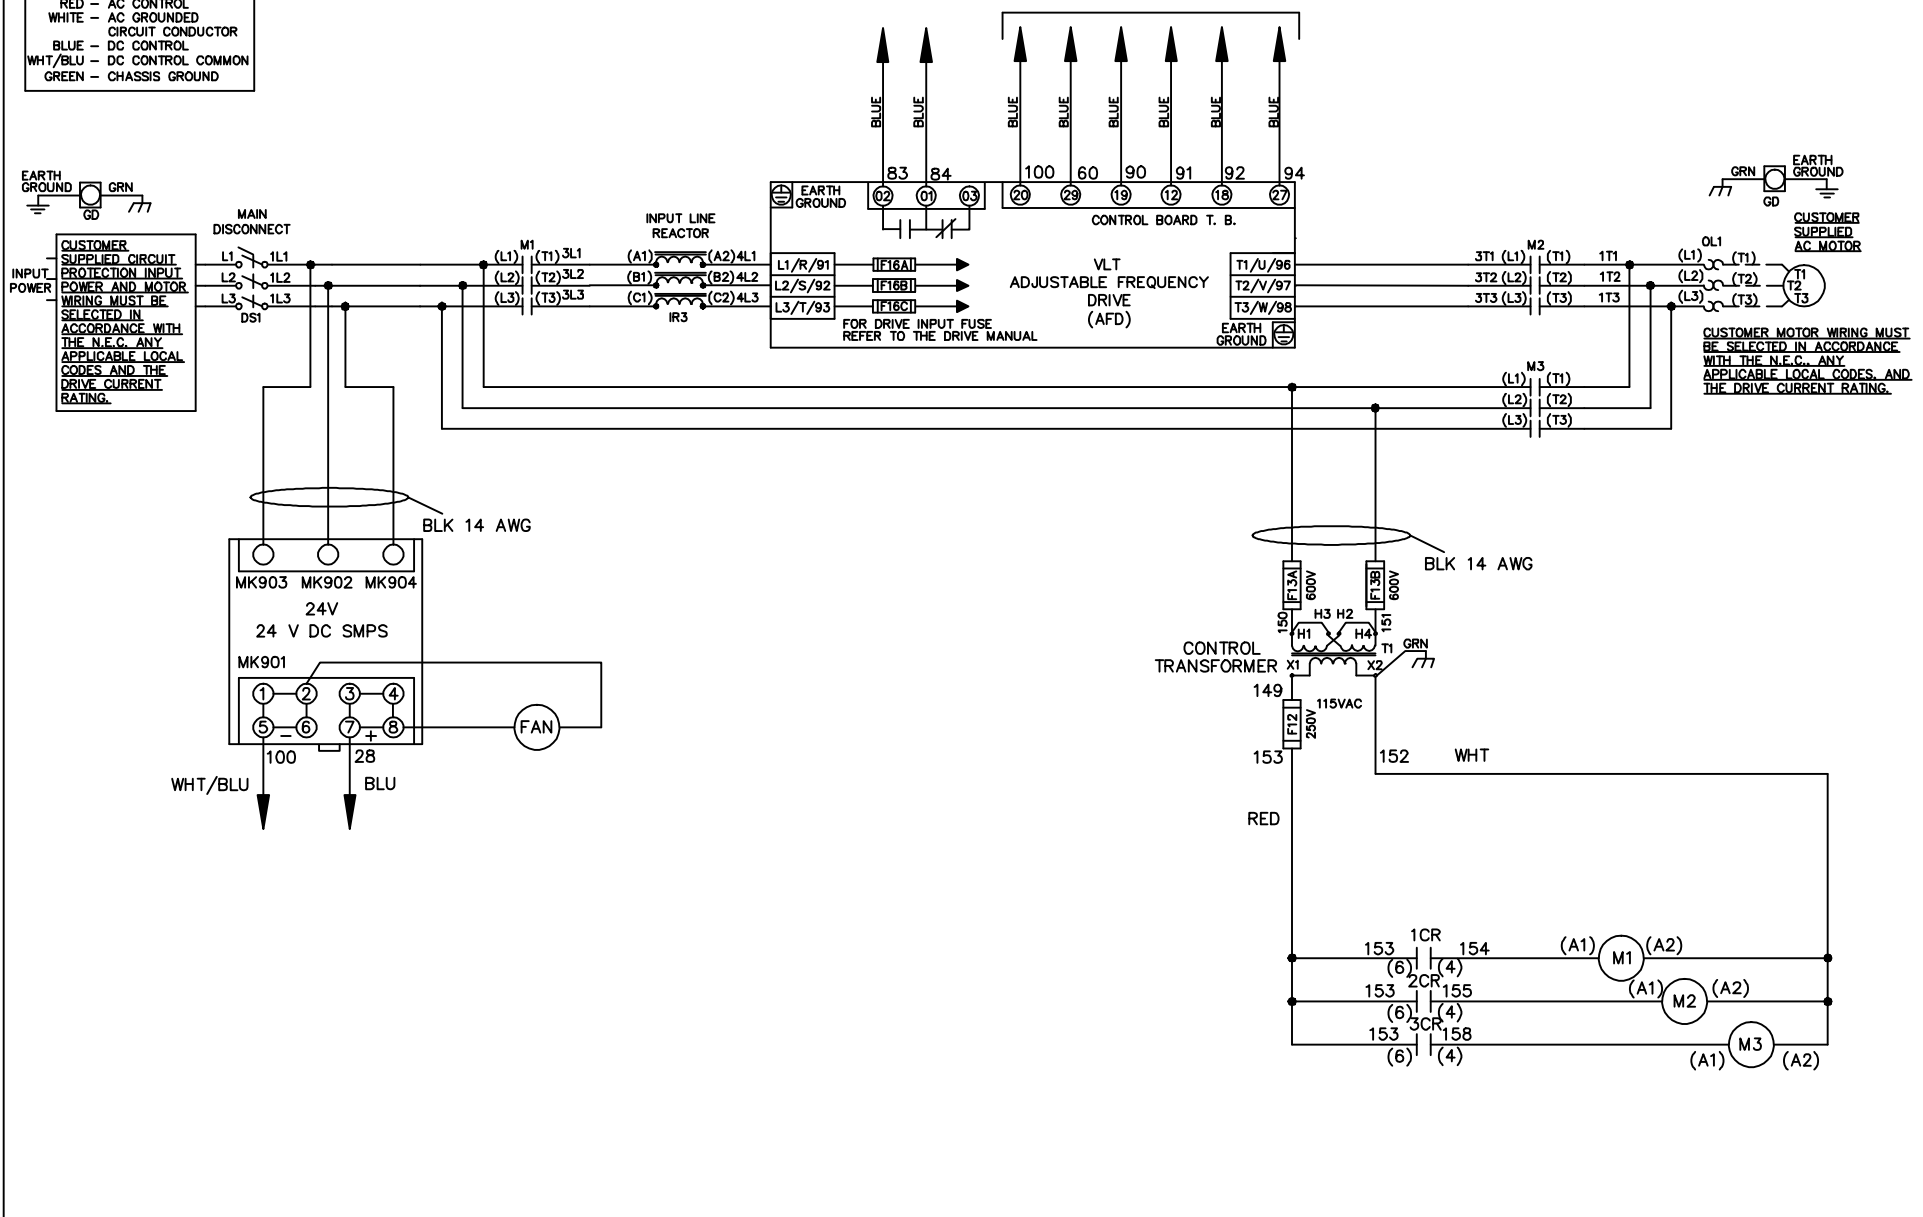 RED – AC CONTROL
WHITE – AC GROUNDED
CIRCUIT CONDUCTOR
BLUE – DC CONTROL
WHT/BLU – DC CONTROL COMMON
GREEN – CHASSIS GROUND
BLUE
BLUE
BLUE
BLUE
BLUE
BLUE
BLUE
BLUE
83
84
100
60
90
91
92
94
02
01
03
20
29
19
12
18
27
EARTH
GROUND
GRN
GD
EARTH
GROUND
CONTROL BOARD T. B.
GRN
EARTH
GROUND
GD
CUSTOMER
SUPPLIED
AC MOTOR
INPUT
POWER
CUSTOMER
SUPPLIED CIRCUIT
PROTECTION INPUT
POWER AND MOTOR
WIRING MUST BE
SELECTED IN
ACCORDANCE WITH
THE N.E.C. ANY
APPLICABLE LOCAL
CODES AND THE
DRIVE CURRENT
RATING.
MAIN
DISCONNECT
L1 1L1
L2 1L2
L3 1L3
DS1
M1
(L1) (T1) 3L1
(L2) (T2) 3L2
(L3) (T3) 3L3
INPUT LINE
REACTOR
(A1) (A2) 4L1
(B1) (B2) 4L2
(C1) (C2) 4L3
IR3
L1/R/91 F16A
L2/S/92 F16B
L3/T/93 F16C
FOR DRIVE INPUT FUSE
REFER TO THE DRIVE MANUAL
VLT
ADJUSTABLE FREQUENCY
DRIVE
(AFD)
T1/U/96
T2/V/97
T3/W/98
EARTH
GROUND
M2
3T1 (L1) (T1) 1T1
3T2 (L2) (T2) 1T2
3T3 (L3) (T3) 1T3
OL1
(L1) (T1)
(L2) (T2)
(L3) (T3)
T1
T2
T3
CUSTOMER MOTOR WIRING MUST
BE SELECTED IN ACCORDANCE
WITH THE N.E.C., ANY
APPLICABLE LOCAL CODES, AND
THE DRIVE CURRENT RATING.
M3
(L1) (T1)
(L2) (T2)
(L3) (T3)
BLK 14 AWG
MK903 MK902 MK904
24V
24 V DC SMPS
MK901
1 2 3 4
5 – 6 7 + 8
FAN
100
28
WHT/BLU
BLU
BLK 14 AWG
F13A
600V
F13B
600V
150
151
H3 H2
H1 H4
CONTROL
TRANSFORMER
T1
GRN
X1 X2
149
115VAC
F12
250V
153
152 WHT
RED
1CR
153 154 (A1) M1 (A2)
(6) (4)
2CR
153 155 (A1) M2 (A2)
(6) (4)
3CR
153 158 M3
(6) (4) (A1) (A2)